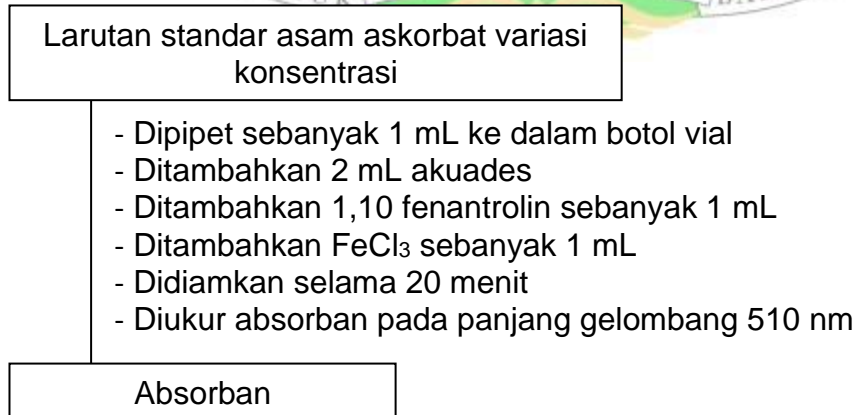 Larutan standar asam askorbat variasi
konsentrasi
- Dipipet sebanyak 1 mL ke dalam botol vial
- Ditambahkan 2 mL akuades
- Ditambahkan 1,10 fenantrolin sebanyak 1 mL
- Ditambahkan FeCl₃ sebanyak 1 mL
- Didiamkan selama 20 menit
- Diukur absorban pada panjang gelombang 510 nm
Absorban